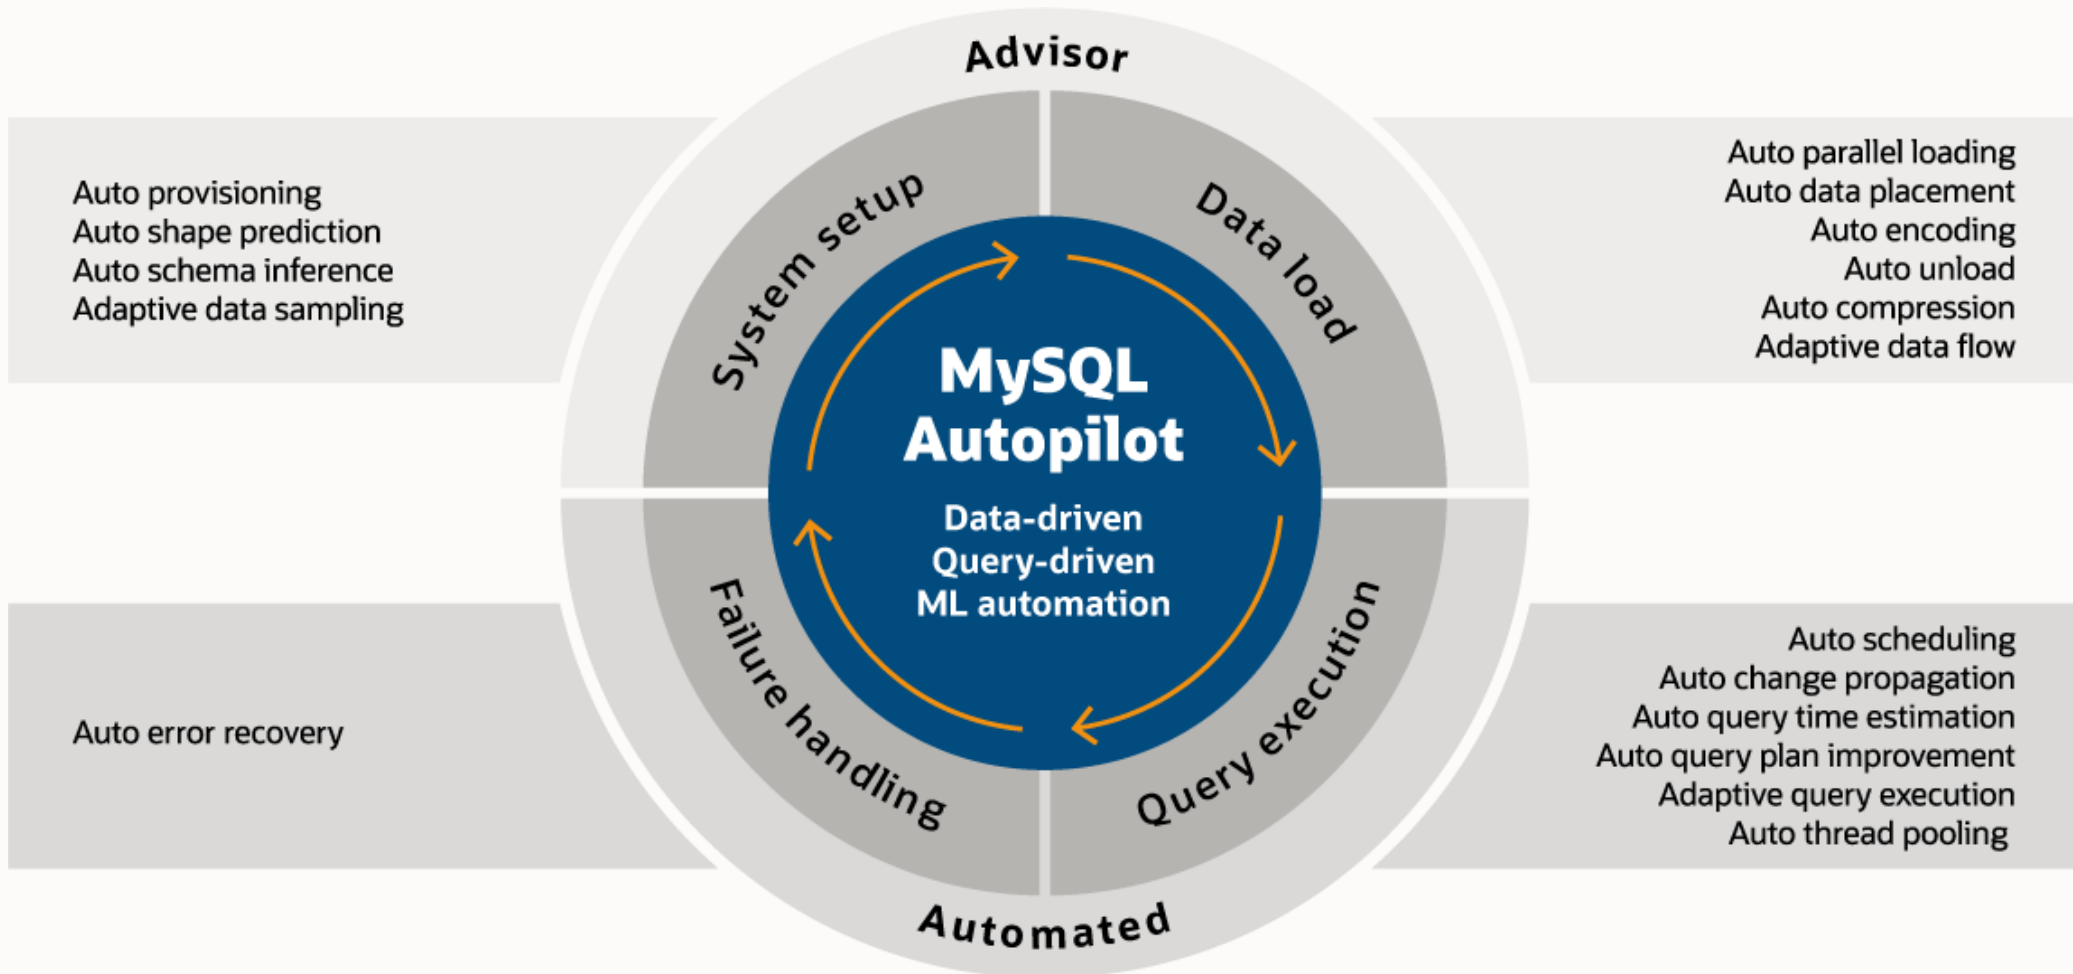 Advisor
System setup
Data load
Auto provisioning
Auto shape prediction
Auto schema inference
Adaptive data sampling
Auto parallel loading
Auto data placement
Auto encoding
Auto unload
Auto compression
Adaptive data flow
MySQL
Autopilot
Data-driven
Query-driven
ML automation
Failure handling
Query execution
Auto error recovery
Auto scheduling
Auto change propagation
Auto query time estimation
Auto query plan improvement
Adaptive query execution
Auto thread pooling
Automated